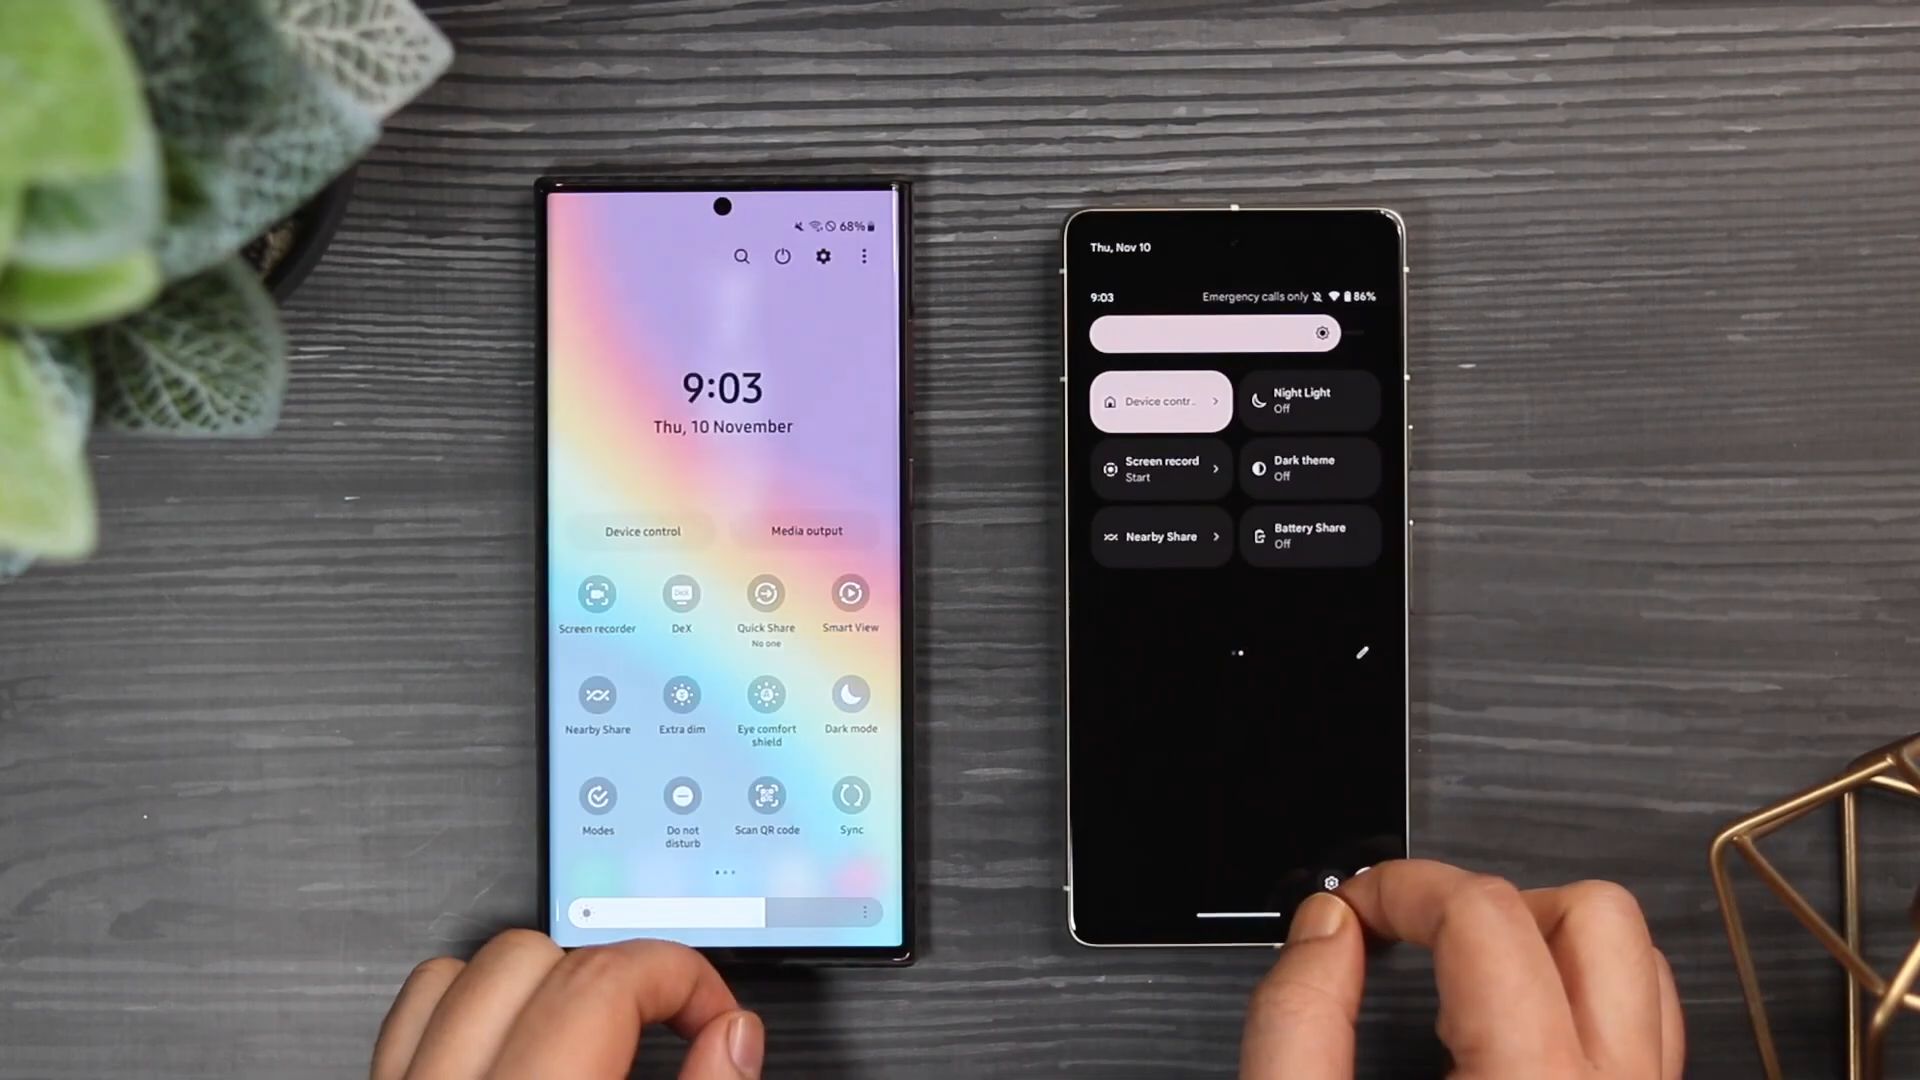 68%
9:03
Thu, 10 November
Device control
Media output
Screen recorder
DeX
DeX
Quick Share
No one
Smart View
Nearby Share
Extra dim
Eye comfort
shield
Dark mode
Modes
Do not
disturb
Scan QR code
Sync
Thu, Nov 10
9:03
Emergency calls only
86%
Device contr..
Night Light
Off
Screen record
Start
Dark theme
Off
Nearby Share
Battery Share
Off